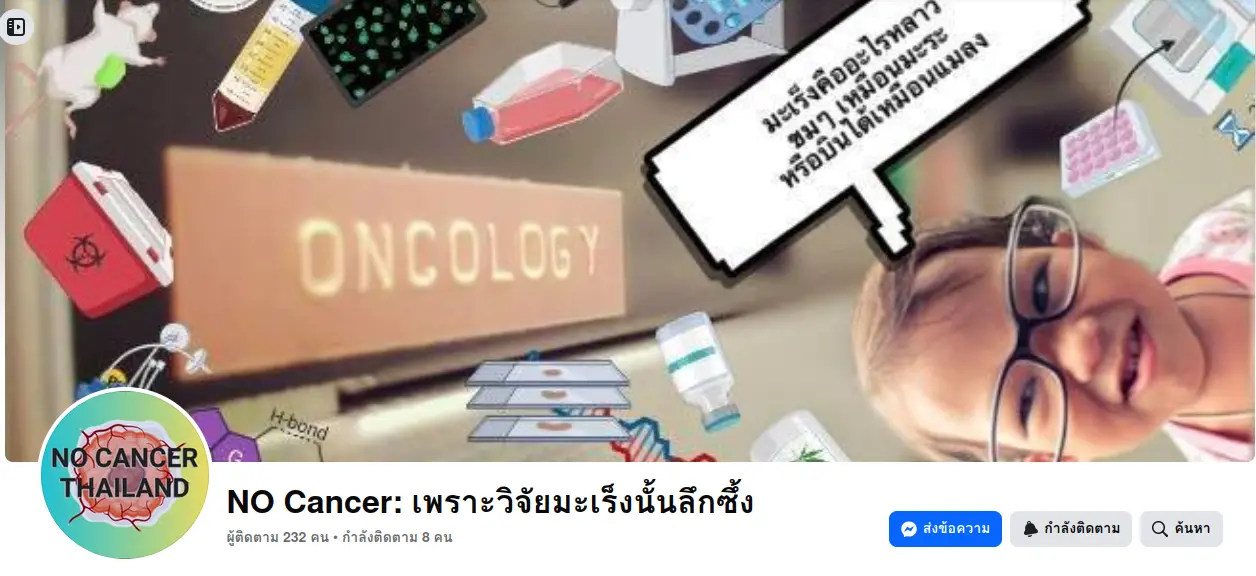 มะเร็งคืออะไรหลาว
ชมๆ เหมือนมะระ
หรือบินได้เหมือนแมลง
ONCOLOGY
H-bond
G
NO CANCER
THAILAND
NO Cancer: เพราะวิจัยมะเร็งนั้นลึกซึ้ง
ผู้ติดตาม 232 คน • กำลังติดตาม 8 คน
ส่งข้อความ
กำลังติดตาม
ค้นหา